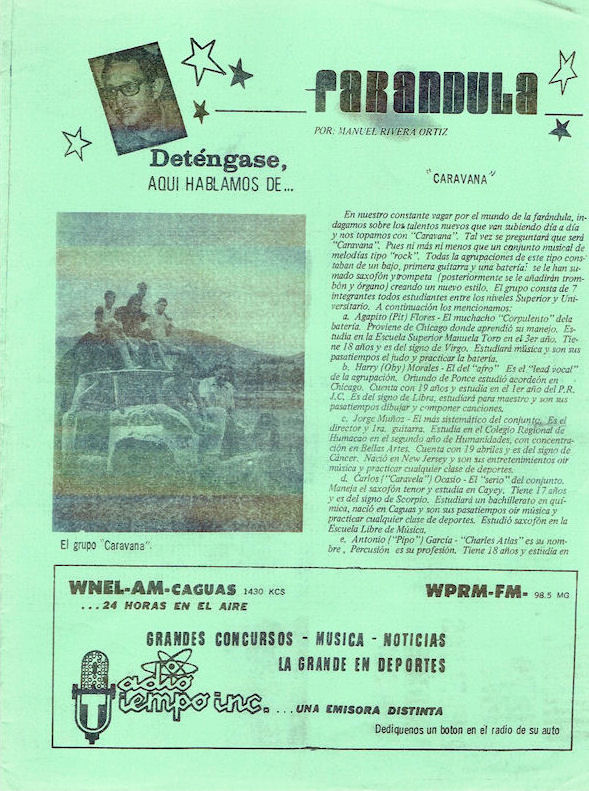 FARANDULA
POR: MANUEL RIVERA ORTIZ
Deténgase,
AQUI HABLAMOS DE...
"CARAVANA"
En nuestro constante vagar por el mundo de la farándula, in-
dagamos sobre los talentos nuevos que van subiendo día a día
y nos topamos con "Caravana". Tal vez se preguntará que será
"Caravana". Pues ni más ni menos que un conjunto musical de
melodías tipo "rock". Todas la agrupaciones de este tipo cons-
taban de un bajo, primera guitarra y una batería: se le han su-
mado saxofón y trompeta (posteriormente se le añadirán trom-
bón y órgano) creando un nuevo estilo. El grupo consta de 7
integrantes todos estudiantes entre los niveles Superior y Uni-
versitario. A continuación los mencionamos:
a. Agapito (Pit) Flores - El muchacho "Corpulento" dela
batería. Proviene de Chicago donde aprendió su manejo. Es-
tudia en la Escuela Superior Manuela Toro en el 3er año. Tie-
ne 18 años y es del signo de Virgo. Estudiará música y son sus
pasatiempos el judo y practicar la batería.
b. Harry (Oby) Morales - El del "afro" Es el "lead vocal"
de la agrupación. Oriundo de Ponce estudió acordeón en
Chicago. Cuenta con 19 años y estudia en el 1er año del P.R.
J.C. Es del signo de Libra, estudiará para maestro y son sus
pasatiempos dibujar y componer canciones.
c. Jorge Muñoz - El más sistemático del conjunto. Es el
director y 1ra. guitarra. Estudia en el Colegio Regional de
Humacao en el segundo año de Humanidades, con concentra-
ción en Bellas Artes. Cuenta con 19 abriles y es del signo de
Cáncer. Nació en New Jersey y son sus entretenimientos oir
música y practicar cualquier clase de deportes.
d. Carlos ("Caravela") Ocasio - El "serio" del conjunto.
Maneja el saxofón tenor y estudia en Cayey. Tiene 17 años
y es del signo de Scorpio. Estudiará un bachillerato en quí-
mica, nació en Caguas y son sus pasatiempos oir música y
practicar cualquier clase de deportes. Estudió saxofón en la
Escuela Libre de Música.
e. Antonio ("Pipo") García - "Charles Atlas" es su nom-
bre, Percusión es su profesión. Tiene 18 años y estudia en
El grupo "Caravana".
WNEL-AM-CAGUAS 1430 KCS
...24 HORAS EN EL AIRE
WPRM-FM- 98.5 MG
GRANDES CONCURSOS - MUSICA - NOTICIAS
LA GRANDE EN DEPORTES
Radio
Tiempo inc. ...UNA EMISORA DISTINTA
Dediquenos un boton en el radio de su auto